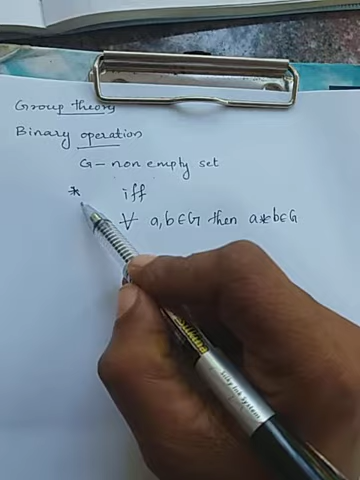 Group theory
Binary operation
G - non empty set
* iff
∀ a, b ∈ G then a * b ∈ G